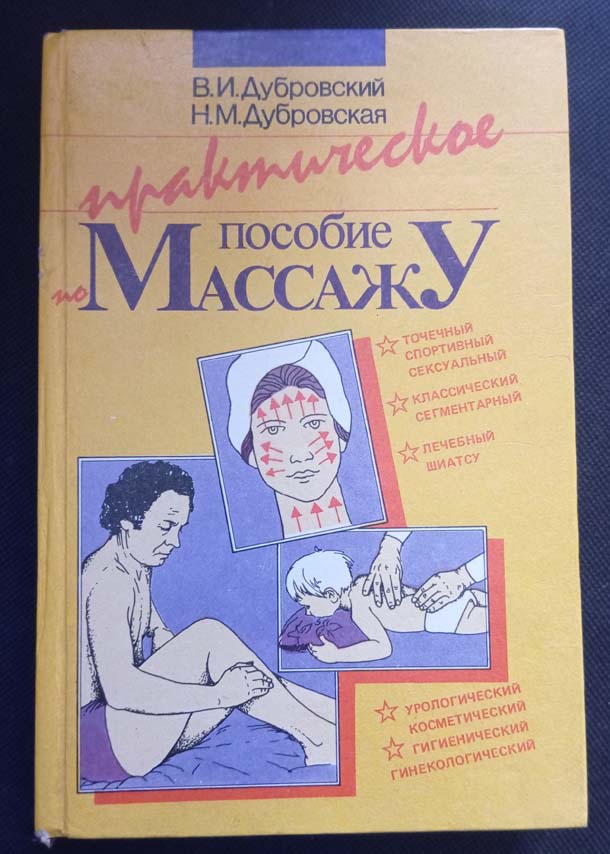 В.И.Дубровский
Н.М.Дубровская
практическое
пособие
по МАССАЖУ
ТОЧЕЧНЫЙ
СПОРТИВНЫЙ
СЕКСУАЛЬНЫЙ
КЛАССИЧЕСКИЙ
СЕГМЕНТАРНЫЙ
ЛЕЧЕБНЫЙ
ШИАТСУ
УРОЛОГИЧЕСКИЙ
КОСМЕТИЧЕСКИЙ
ГИГИЕНИЧЕСКИЙ
ГИНЕКОЛОГИЧЕСКИЙ